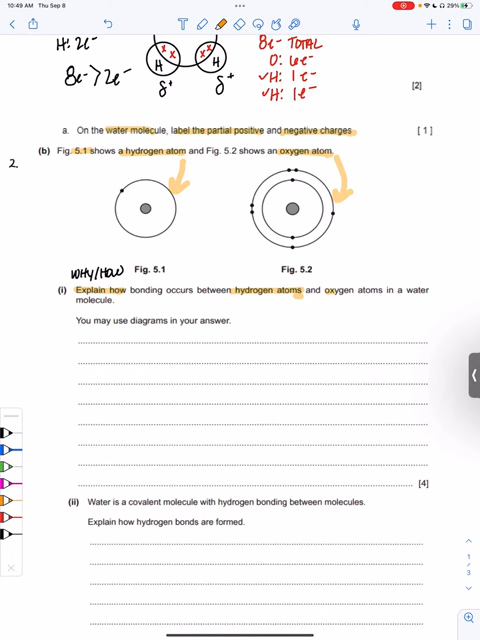 10:49 AM Thu Sep 8
29%
H: 2e-
8e- TOTAL
O: 6e-
H
H
✓H: 1e-
8e- > 2e-
δ+
δ+
✓H: 1e-
[2]
a. On the water molecule, label the partial positive and negative charges [ 1 ]
(b) Fig. 5.1 shows a hydrogen atom and Fig. 5.2 shows an oxygen atom.
2.
WHY/HOW
Fig. 5.1
Fig. 5.2
(i) Explain how bonding occurs between hydrogen atoms and oxygen atoms in a water
molecule.
You may use diagrams in your answer.
[4]
(ii) Water is a covalent molecule with hydrogen bonding between molecules.
Explain how hydrogen bonds are formed.
1
/
3